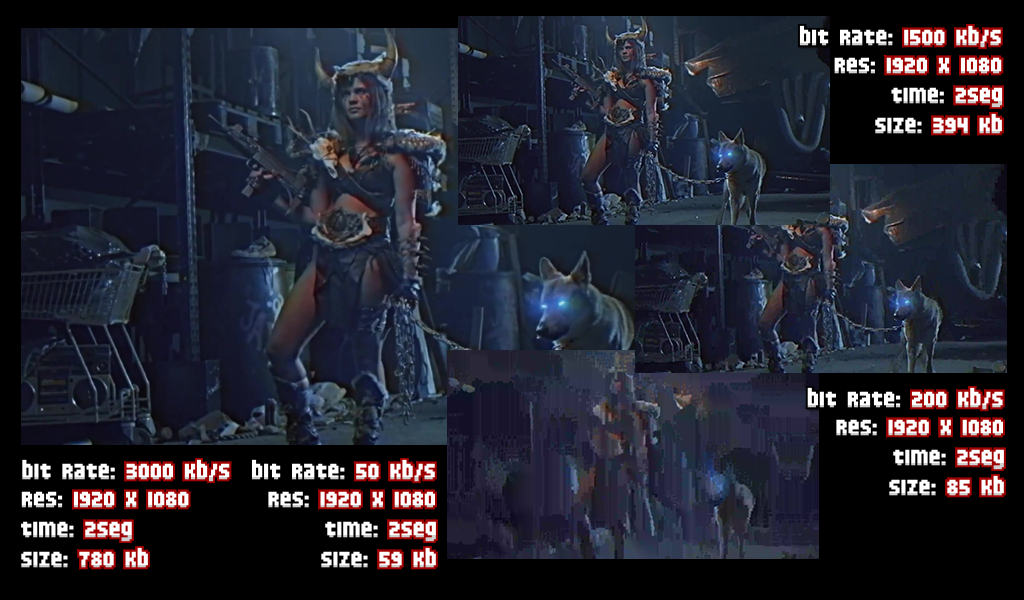 bit Rate: 1500 Kb/s
Res: 1920 X 1080
time: 2seg
size: 394 Kb
bit Rate: 200 Kb/s
Res: 1920 X 1080
time: 2seg
size: 85 Kb
bit Rate: 3000 Kb/s
Res: 1920 X 1080
time: 2seg
size: 780 Kb
bit Rate: 50 Kb/s
Res: 1920 X 1080
time: 2seg
size: 59 Kb